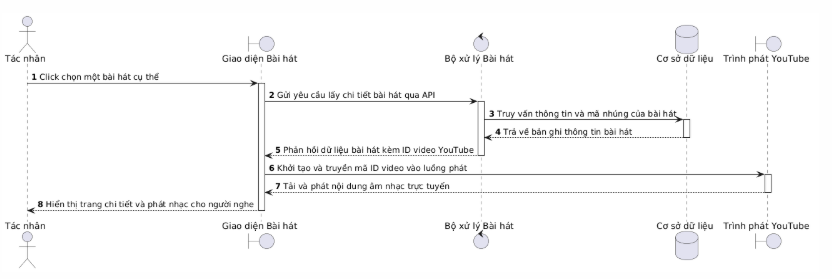 Tác nhân
Giao diện Bài hát
Bộ xử lý Bài hát
Cơ sở dữ liệu
Trình phát YouTube
1 Click chọn một bài hát cụ thể
2 Gửi yêu cầu lấy chi tiết bài hát qua API
3 Truy vấn thông tin và mã nhúng của bài hát
4 Trả về bản ghi thông tin bài hát
5 Phản hồi dữ liệu bài hát kèm ID video YouTube
6 Khởi tạo và truyền mã ID video vào luồng phát
7 Tải và phát nội dung âm nhạc trực tuyến
8 Hiển thị trang chi tiết và phát nhạc cho người nghe
Tác nhân
Giao diện Bài hát
Bộ xử lý Bài hát
Cơ sở dữ liệu
Trình phát YouTube